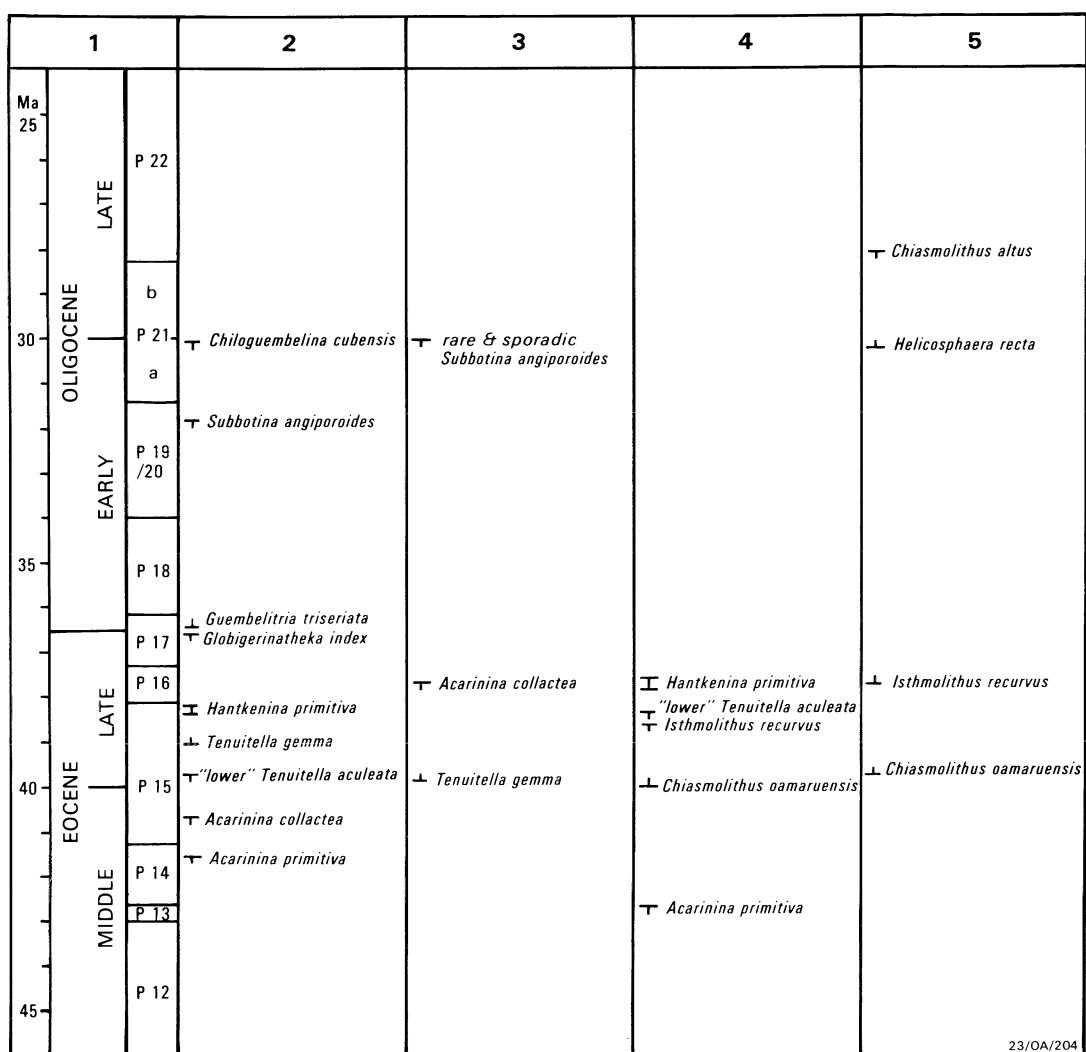 1 2 3 4 5
Ma
25
30
35
40
45
OLIGOCENE
LATE
EARLY
EOCENE
LATE
MIDDLE
P 22
b
P 21
a
P 19
/20
P 18
P 17
P 16
P 15
P 14
P 13
P 12
Chiloguembelina cubensis
Subbotina angiporoides
Guembelitria triseriata
Globigerinatheka index
Hantkenina primitiva
Tenuitella gemma
"lower" Tenuitella aculeata
Acarinina collactea
Acarinina primitiva
rare & sporadic
Subbotina angiporoides
Acarinina collactea
Tenuitella gemma
Hantkenina primitiva
"lower" Tenuitella aculeata
Isthmolithus recurvus
Chiasmolithus oamaruensis
Acarinina primitiva
Chiasmolithus altus
Helicosphaera recta
Isthmolithus recurvus
Chiasmolithus oamaruensis
23/OA/204